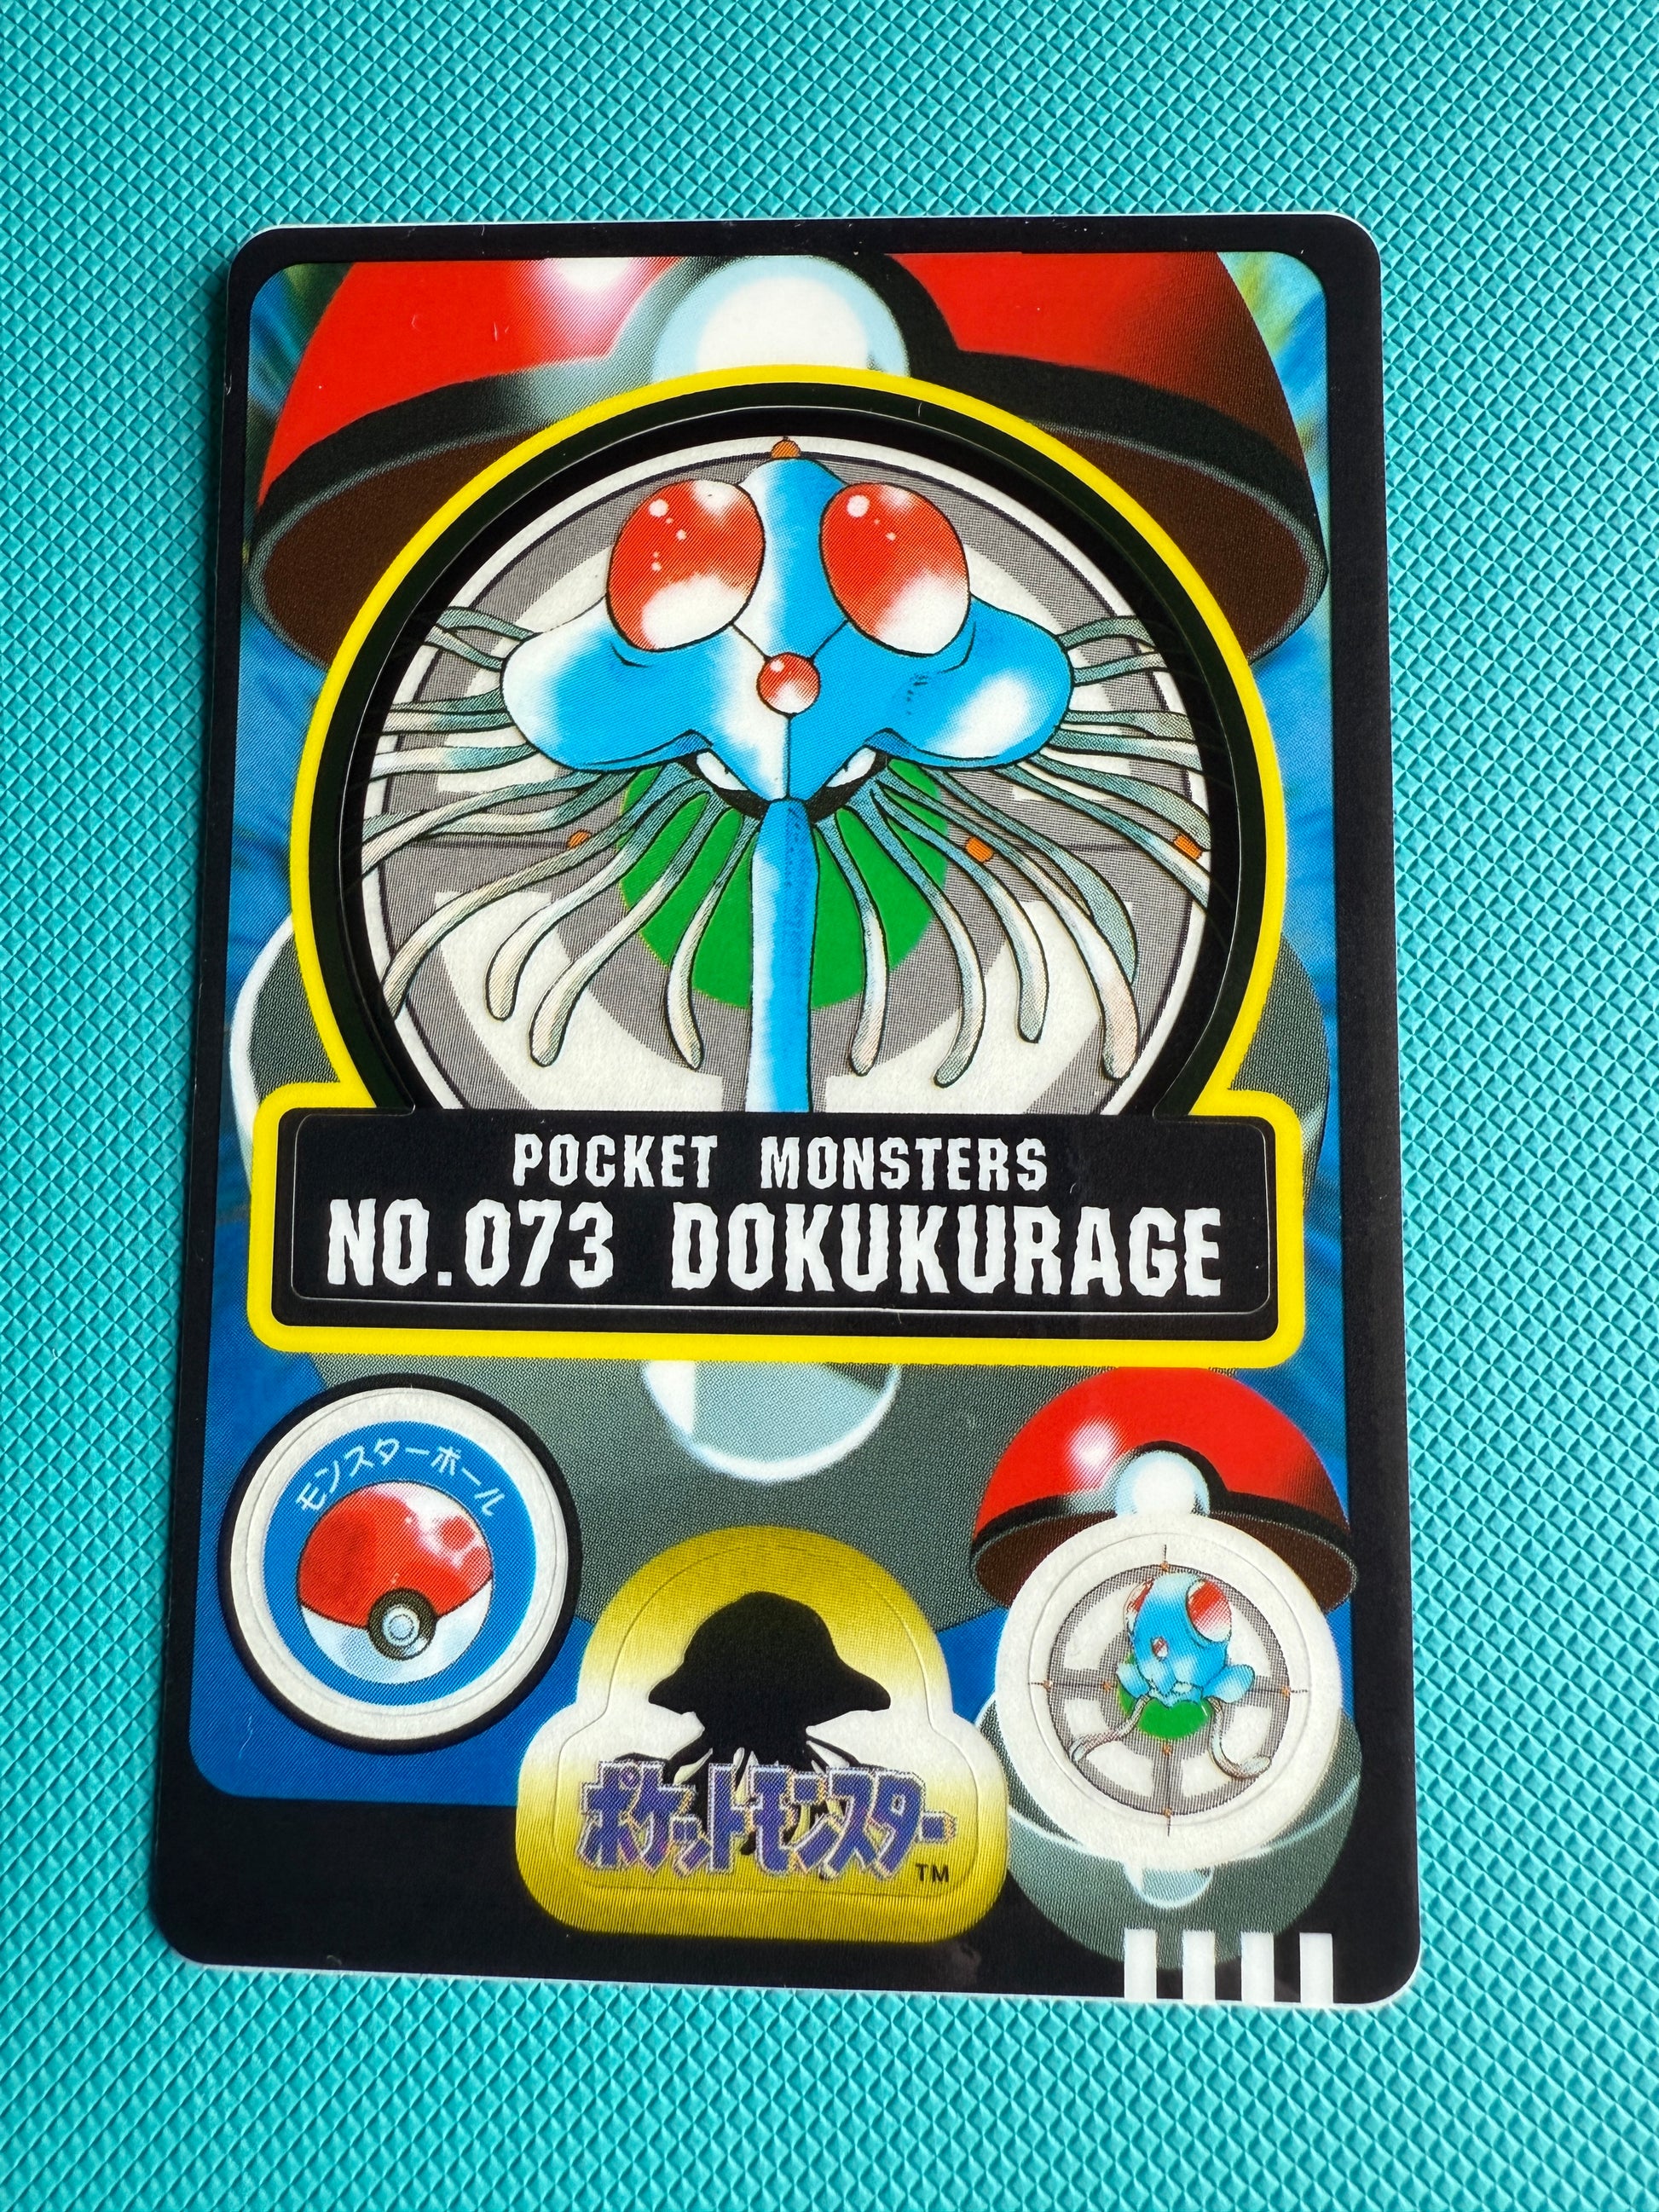 POCKET MONSTERS
NO.073 DOKUKURAGE
モンスターボール
ポケットモンスター
TM